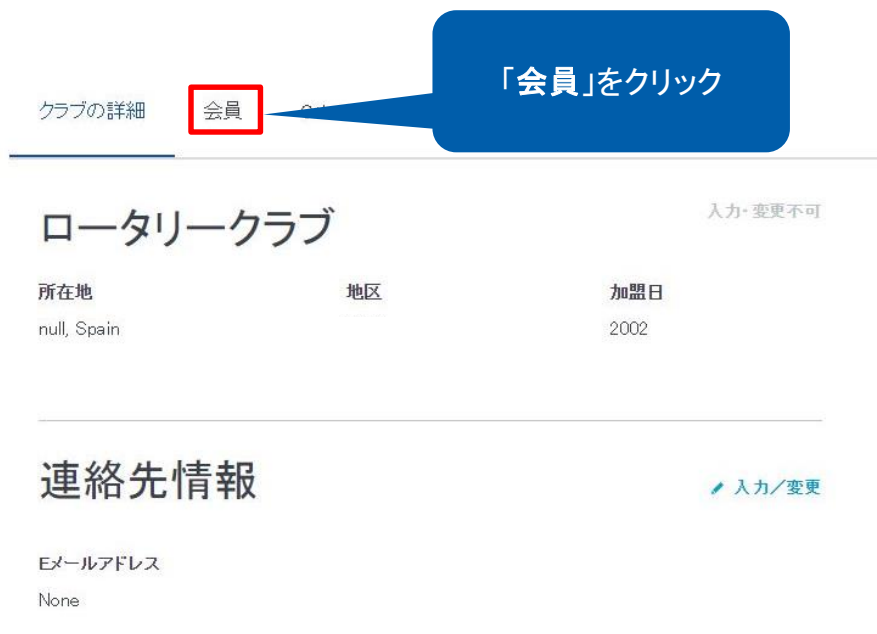 「会員」をクリック
クラブの詳細 会員
ロータリークラブ 入力・変更不可
所在地 地区 加盟日
null, Spain 2002
連絡先情報 入力／変更
Eメールアドレス
None